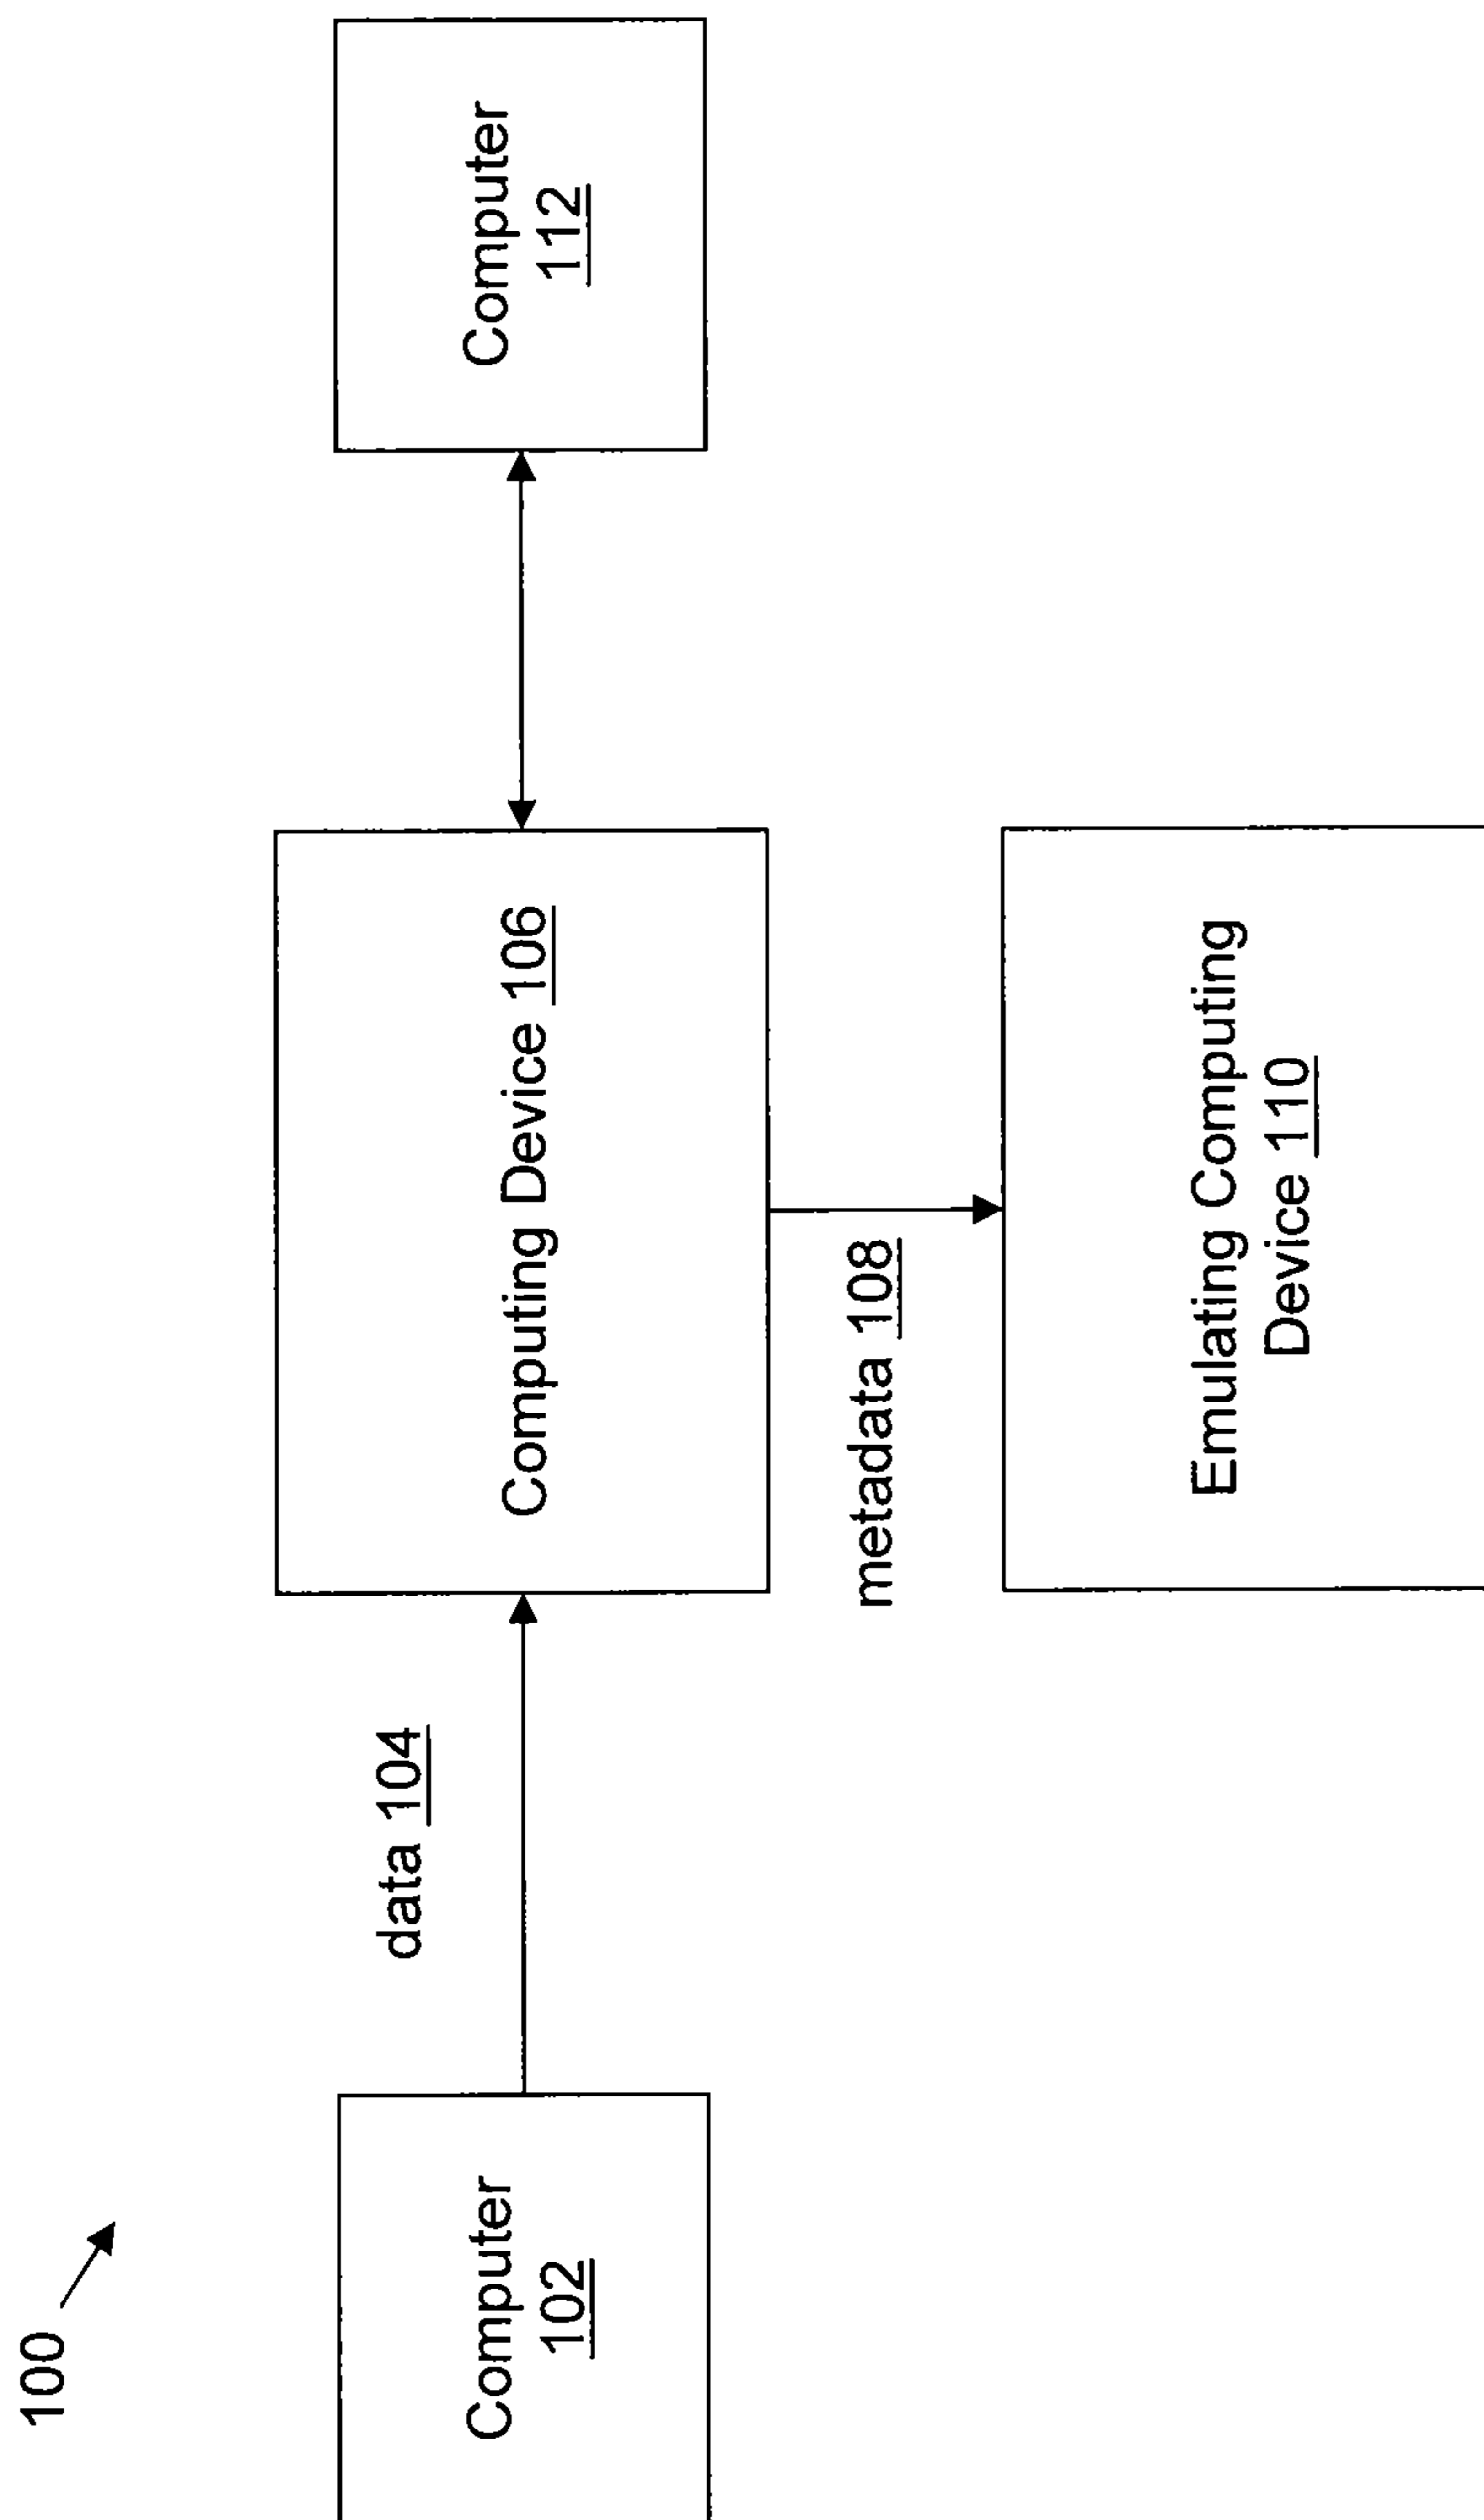 100
Computer
102
data 104
Computing Device 106
Computer
112
metadata 108
Emulating Computing
Device 110